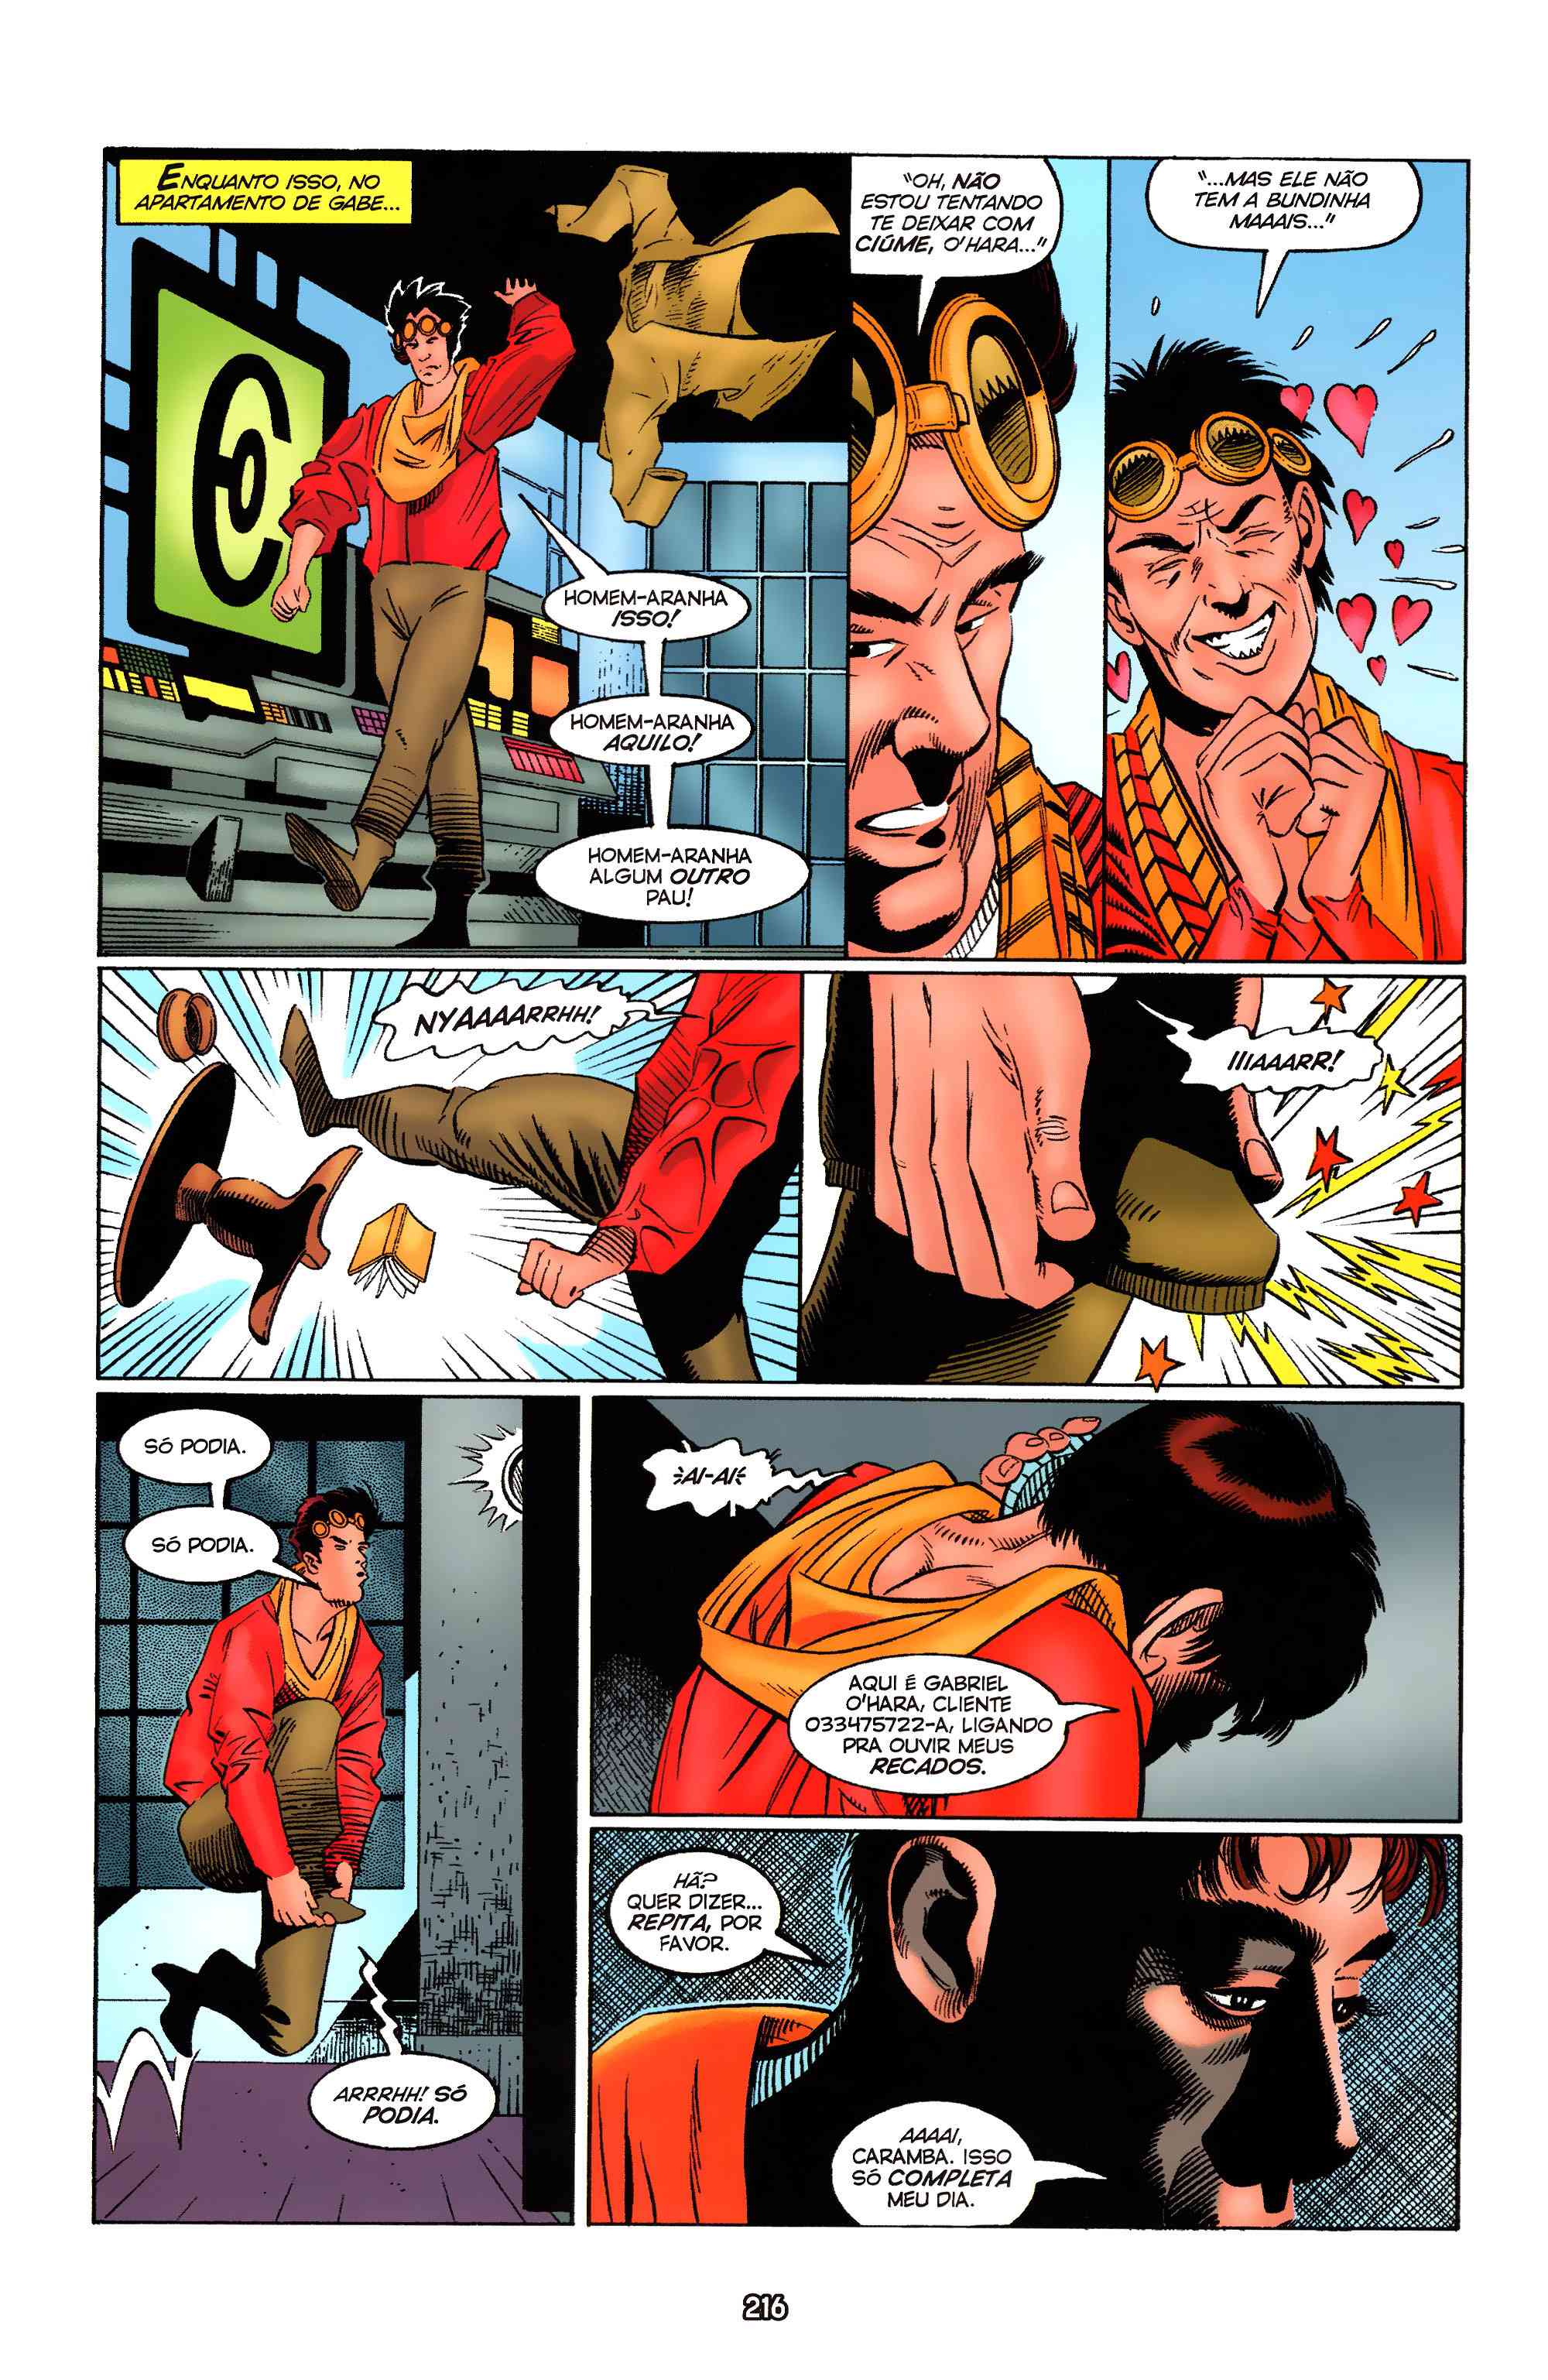 ENQUANTO ISSO, NO
APARTAMENTO DE GABE...
HOMEM-ARANHA
ISSO!
HOMEM-ARANHA
AQUILO!
HOMEM-ARANHA
ALGUM OUTRO
PAU!
"OH, NÃO
ESTOU TENTANDO
TE DEIXAR COM
CIÚME, O'HARA..."
"...MAS ELE NÃO
TEM A BUNDINHA
MAAAIS..."
NYAAAARRHH!
IIIAAARR!
SÓ PODIA.
SÓ PODIA.
ARRRHH! SÓ
PODIA.
AI-AI
AQUI É GABRIEL
O'HARA, CLIENTE
033475722-A, LIGANDO
PRA OUVIR MEUS
RECADOS.
HÃ?
QUER DIZER...
REPITA, POR
FAVOR.
AAAAI,
CARAMBA. ISSO
SÓ COMPLETA
MEU DIA.
216